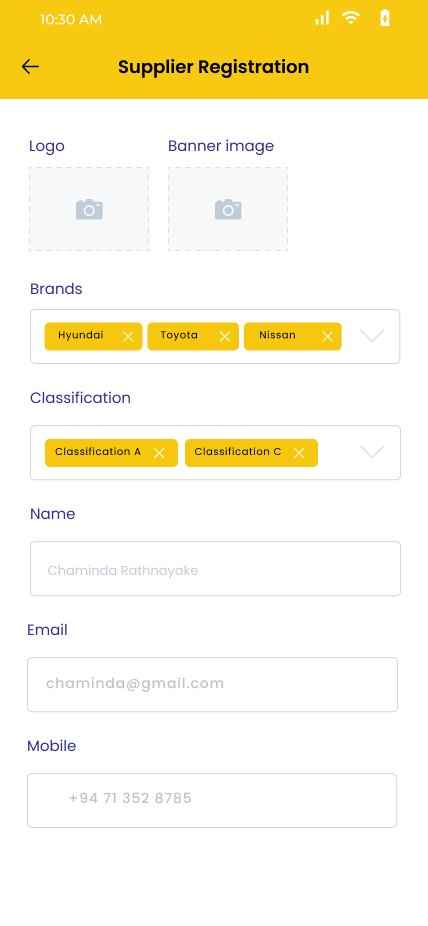 10:30 AM
Supplier Registration
Logo Banner image
Brands
Hyundai Toyota Nissan
Classification
Classification A Classification C
Name
Chaminda Rathnayake
Email
chaminda@gmail.com
Mobile
+94 71 352 8785